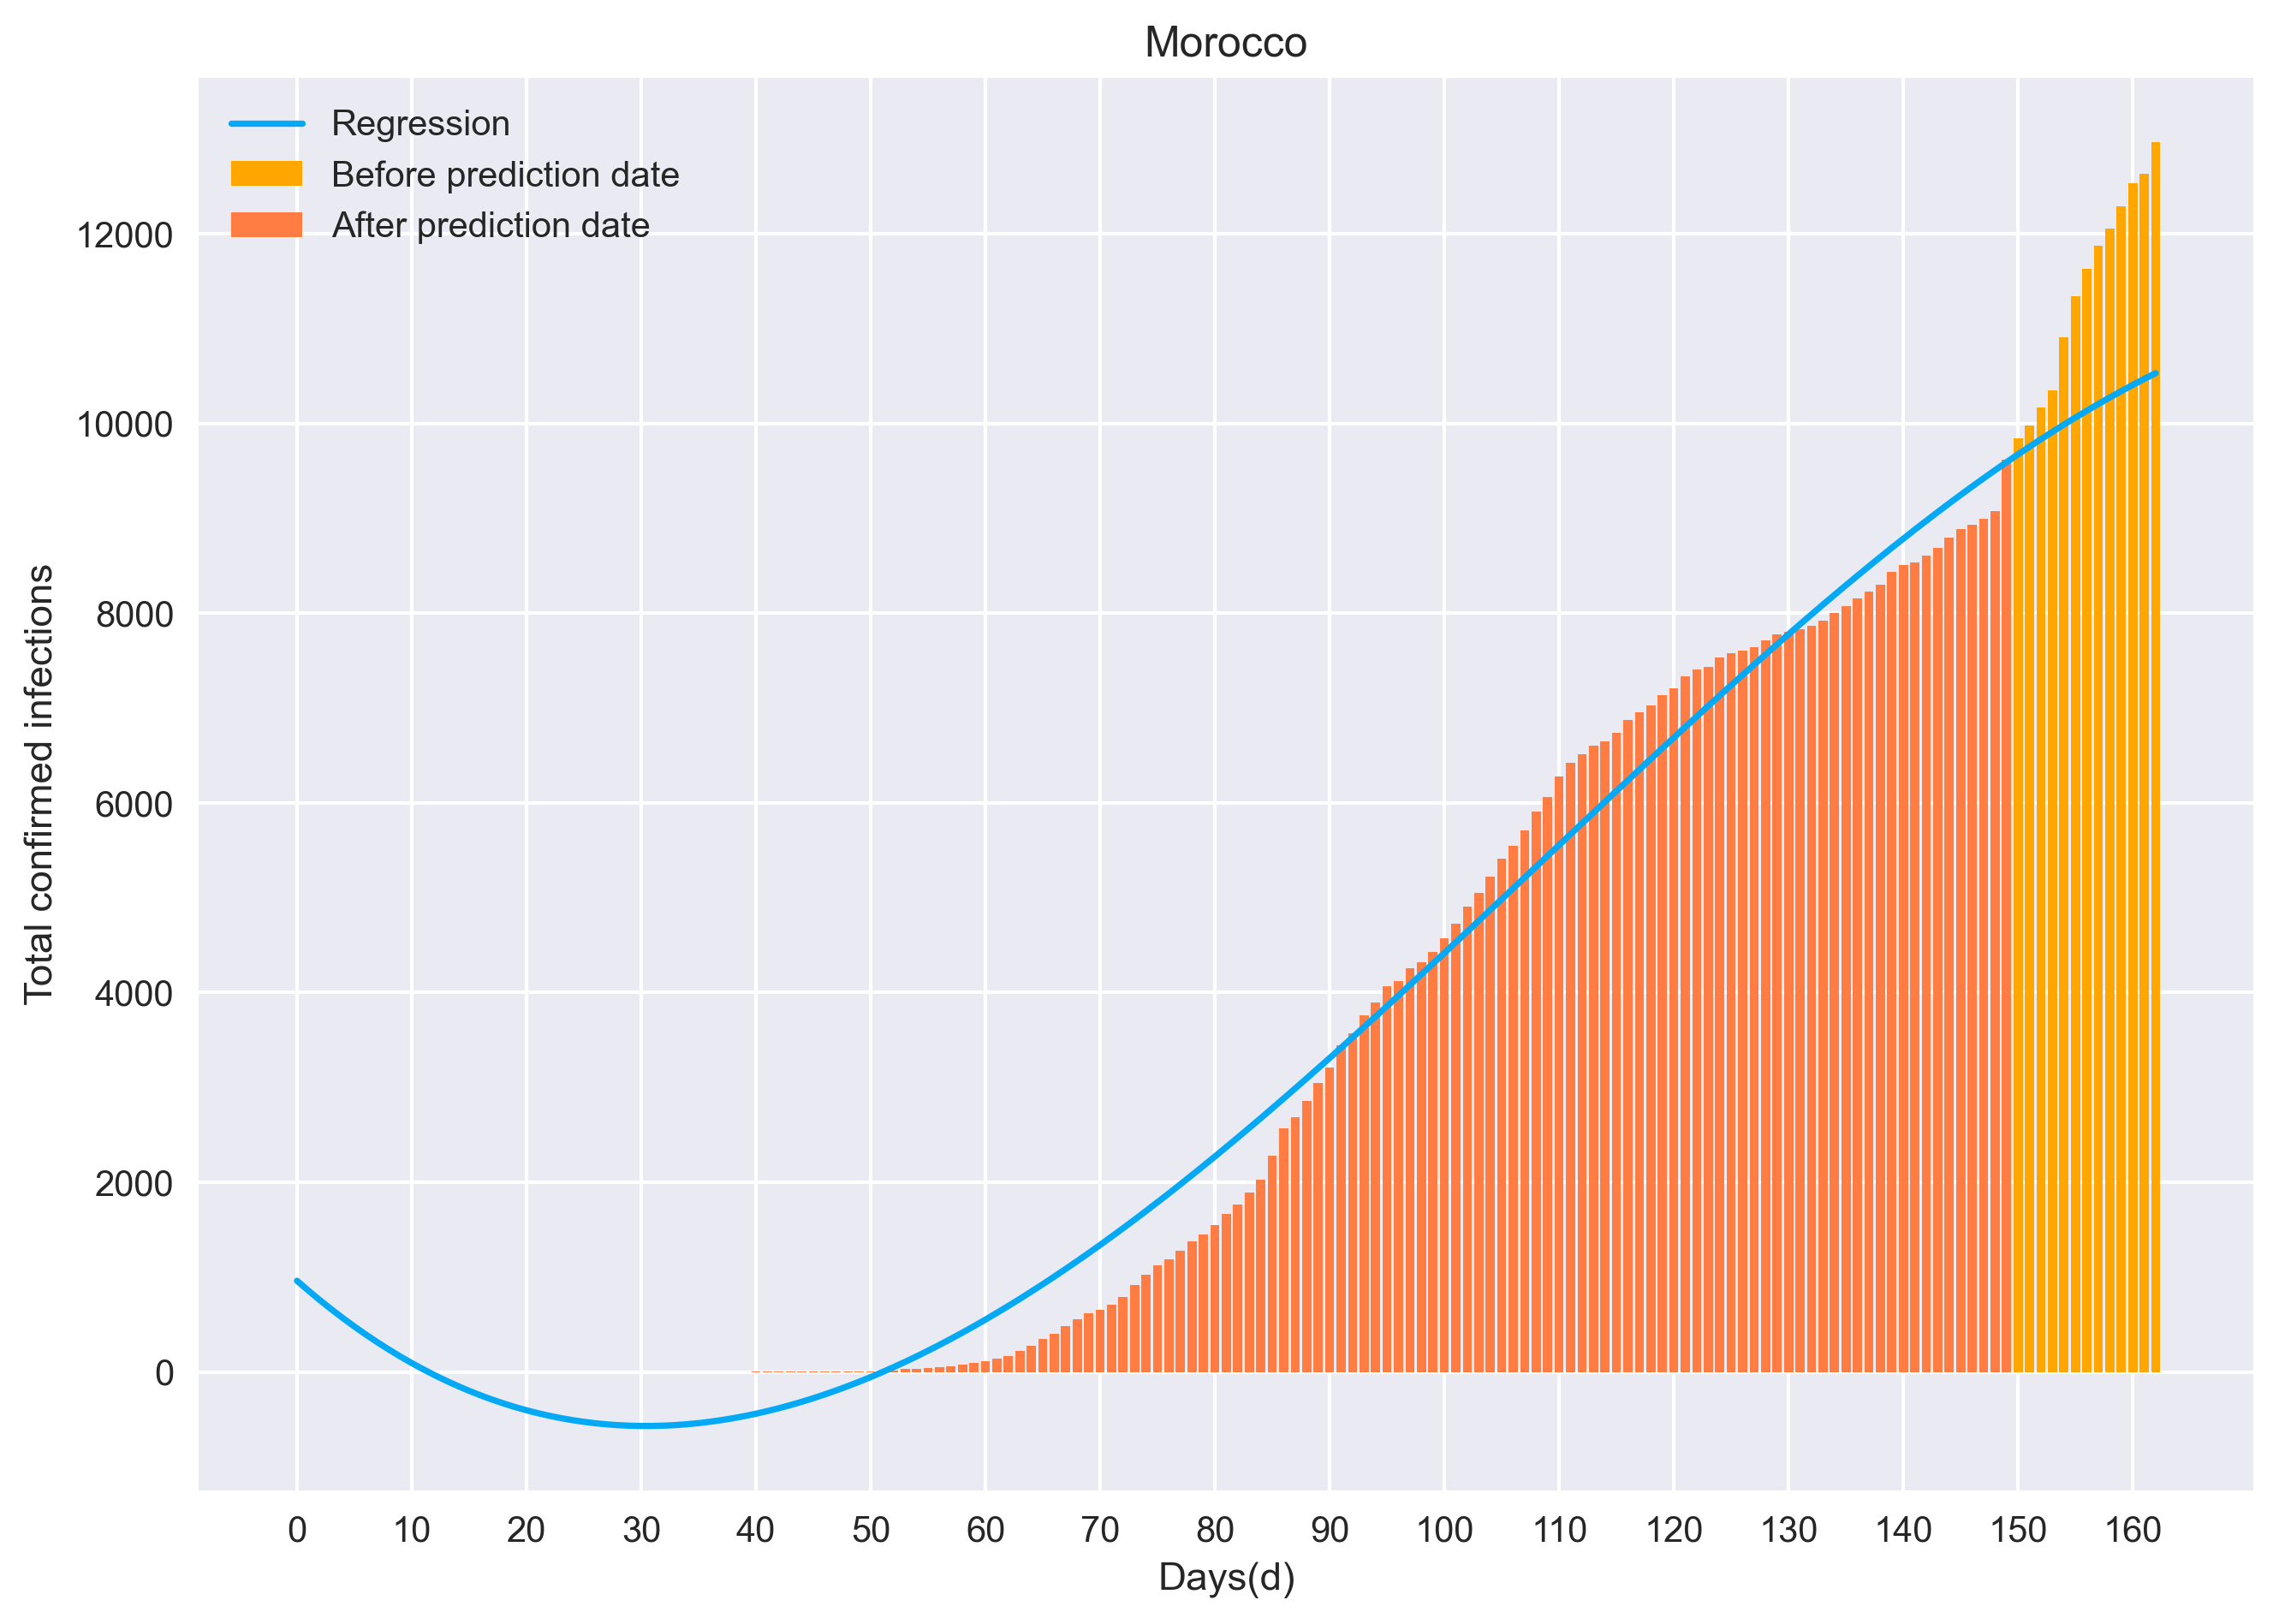 Morocco
Regression
Before prediction date
After prediction date
12000
10000
8000
6000
4000
2000
0
Total confirmed infections
0 10 20 30 40 50 60 70 80 90 100 110 120 130 140 150 160
Days(d)